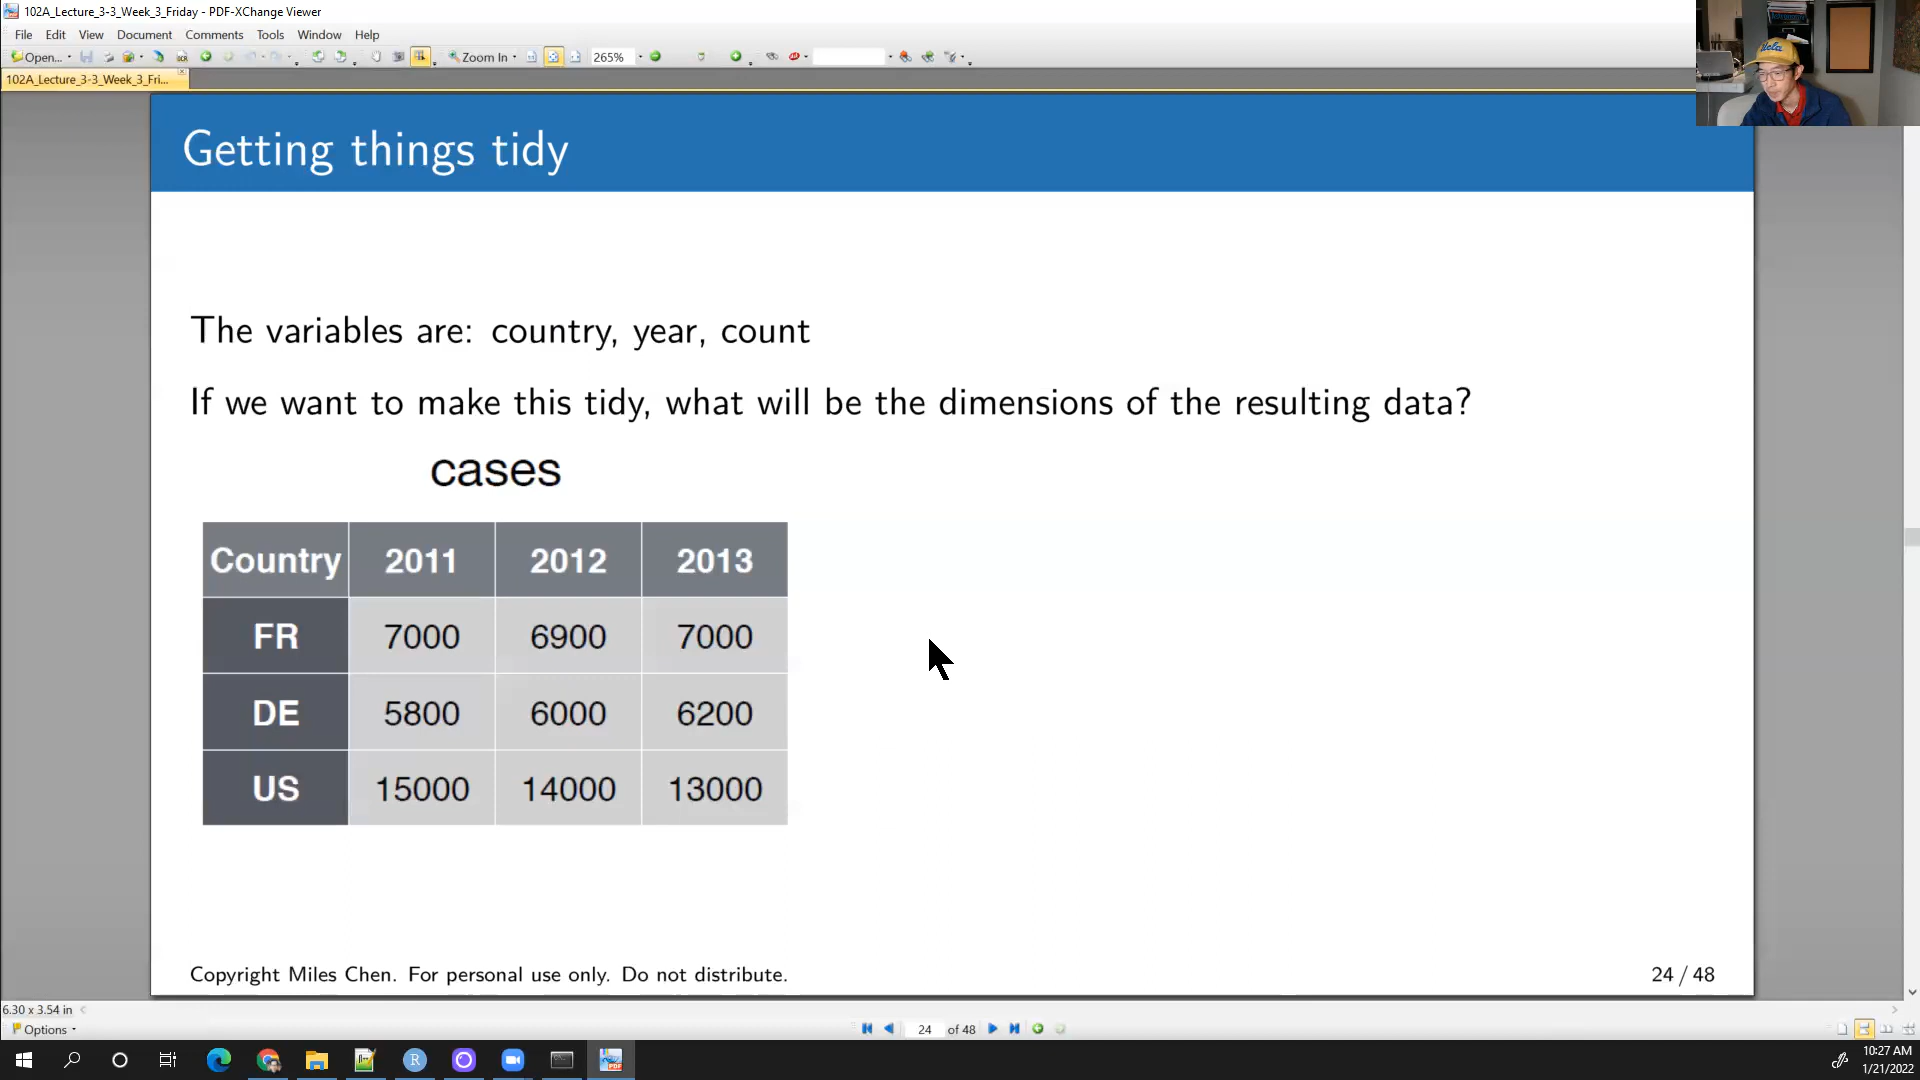 102A_Lecture_3-3_Week_3_Friday - PDF-XChange Viewer
File Edit View Document Comments Tools Window Help
Open... Zoom In 265%
102A_Lecture_3-3_Week_3_Fri...
Getting things tidy
The variables are: country, year, count
If we want to make this tidy, what will be the dimensions of the resulting data?
cases
Country 2011 2012 2013
FR 7000 6900 7000
DE 5800 6000 6200
US 15000 14000 13000
Copyright Miles Chen. For personal use only. Do not distribute.
24 / 48
6.30 x 3.54 in
Options
24 of 48
10:27 AM
1/21/2022